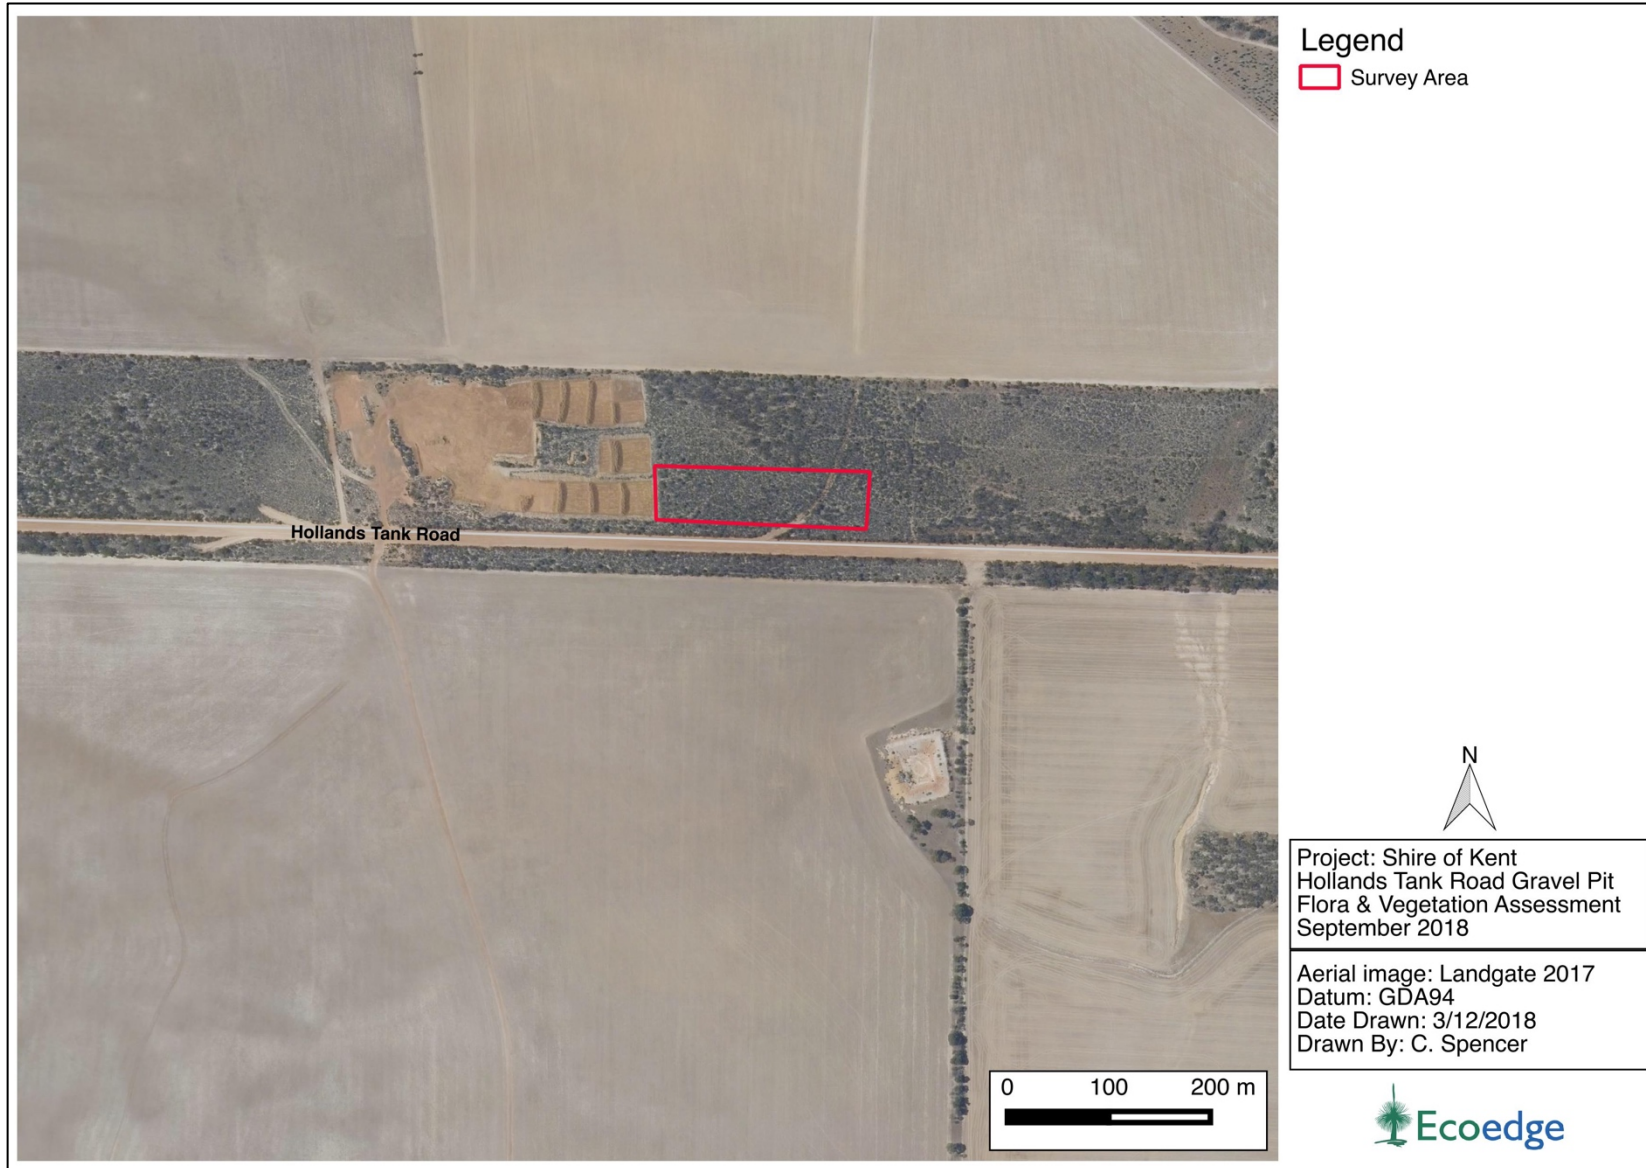 Legend
Survey Area
Hollands Tank Road
N
Project: Shire of Kent
Hollands Tank Road Gravel Pit
Flora & Vegetation Assessment
September 2018
Aerial image: Landgate 2017
Datum: GDA94
Date Drawn: 3/12/2018
Drawn By: C. Spencer
0 100 200 m
Ecoedge